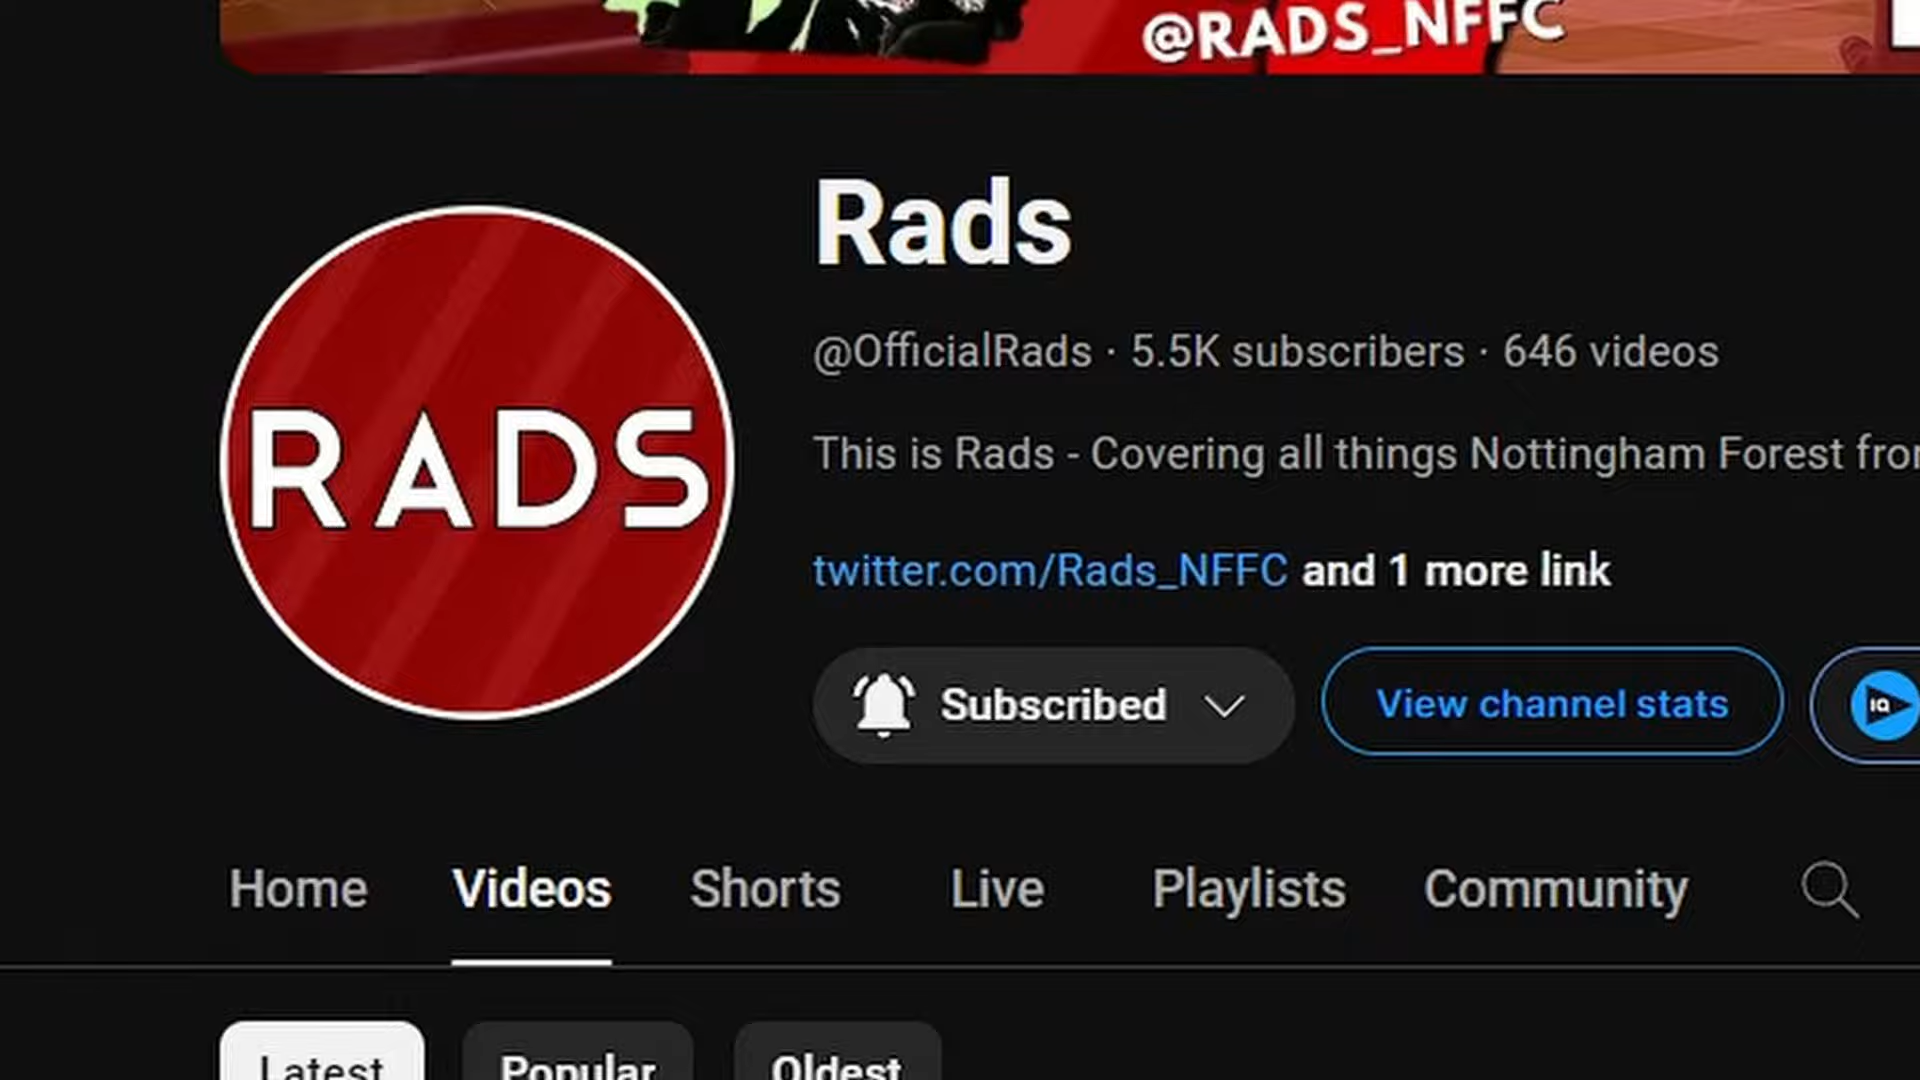 @RADS_NFFC
Rads
RADS
@OfficialRads · 5.5K subscribers · 646 videos
This is Rads - Covering all things Nottingham Forest
twitter.com/Rads_NFFC and 1 more link
Subscribed
View channel stats
IQ
Home Videos Shorts Live Playlists Community
Latest Popular Oldest